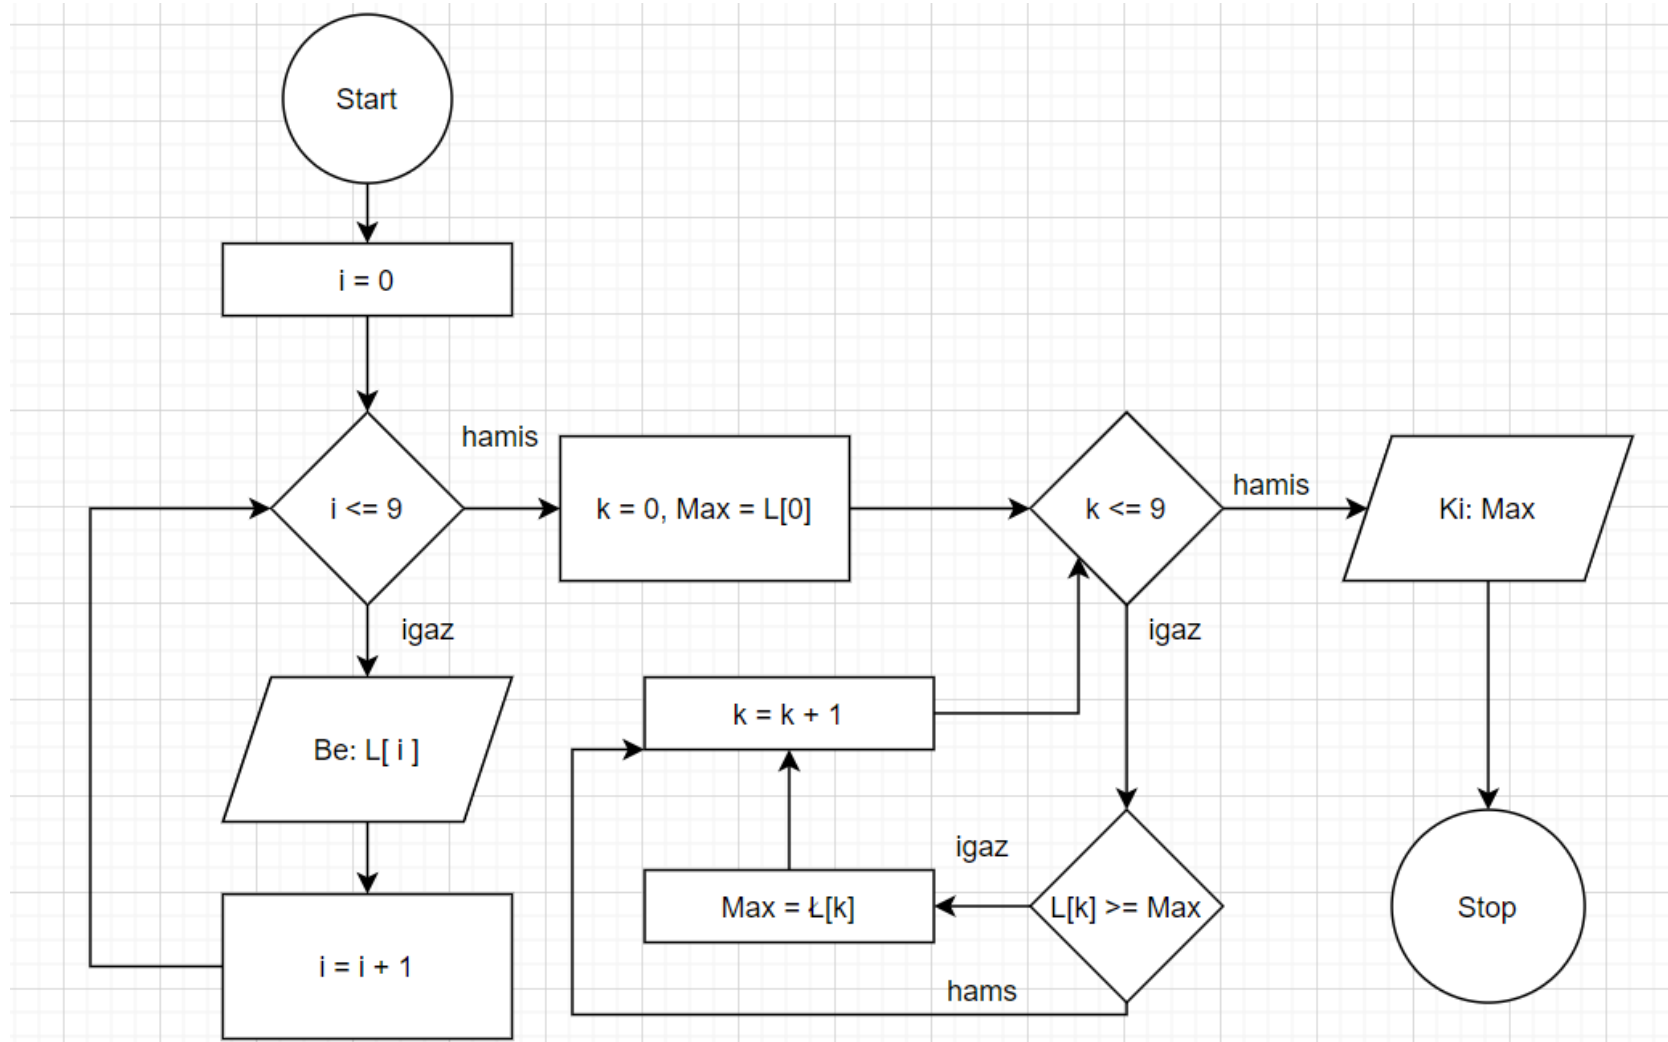 Start
i = 0
i <= 9
hamis
igaz
Be: L[ i ]
i = i + 1
k = 0, Max = L[0]
k <= 9
hamis
igaz
Ki: Max
k = k + 1
igaz
Max = Ł[k]
L[k] >= Max
hams
Stop